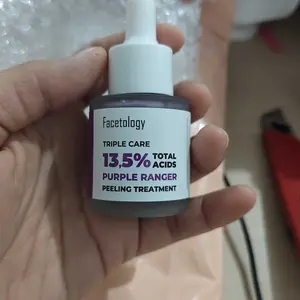 Facetology
TRIPLE CARE
13,5% TOTAL ACIDS
PURPLE RANGER
PEELING TREATMENT